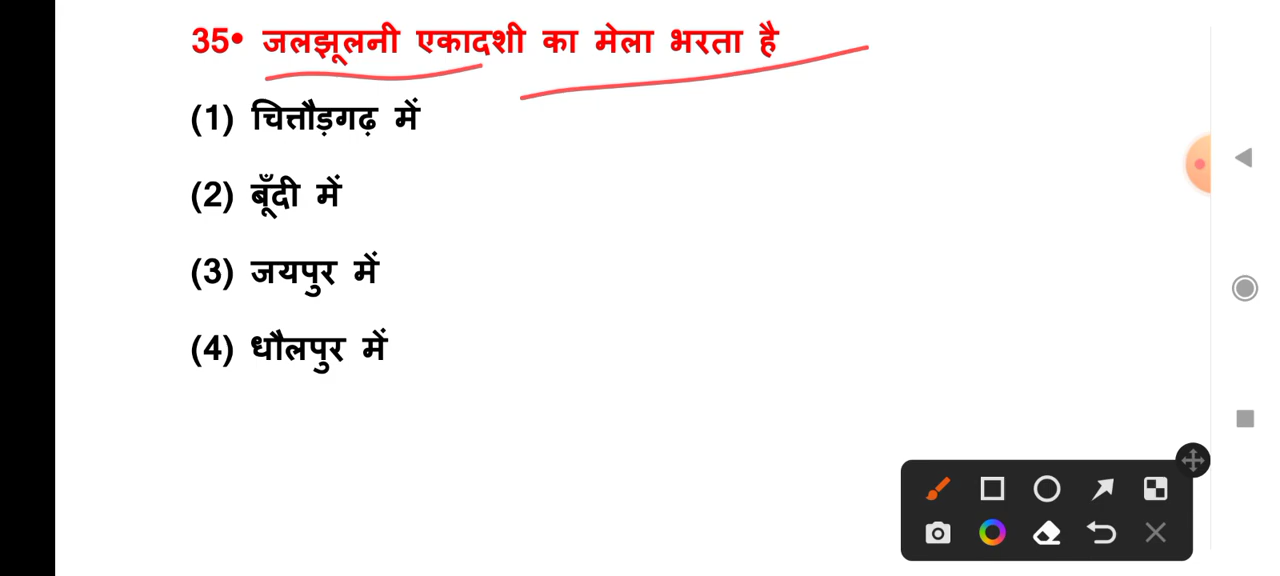 35• जलझूलनी एकादशी का मेला भरता है
(1) चित्तौड़गढ़ में
(2) बूँदी में
(3) जयपुर में
(4) धौलपुर में